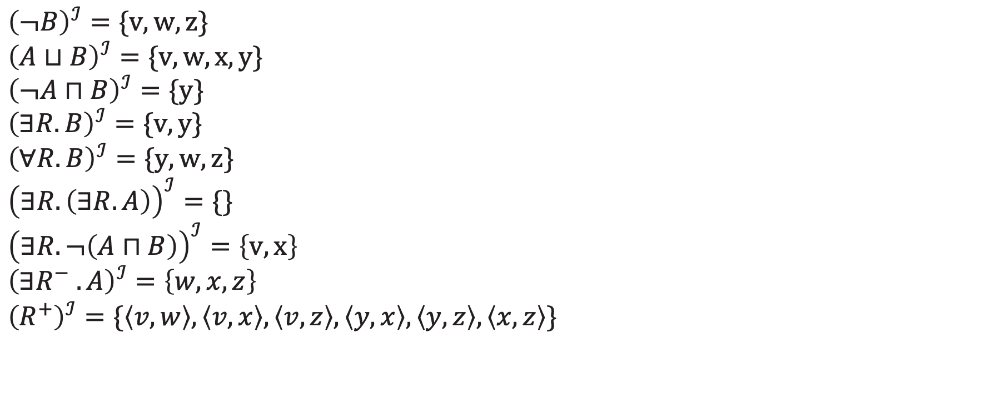 (¬B)^ℐ = {v, w, z}
(A ⊔ B)^ℐ = {v, w, x, y}
(¬A ⊓ B)^ℐ = {y}
(∃R. B)^ℐ = {v, y}
(∀R. B)^ℐ = {y, w, z}
(∃R. (∃R. A))^ℐ = {}
(∃R. ¬(A ⊓ B))^ℐ = {v, x}
(∃R⁻ . A)^ℐ = {w, x, z}
(R⁺)^ℐ = {⟨v, w⟩, ⟨v, x⟩, ⟨v, z⟩, ⟨y, x⟩, ⟨y, z⟩, ⟨x, z⟩}